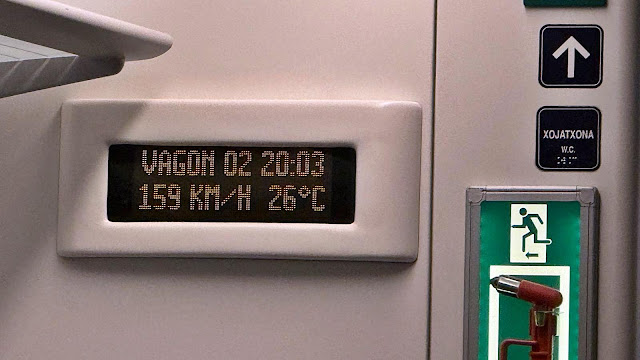 VAGON 02 20:03
159 KM/H 26°C
XOJATXONA
W.C.